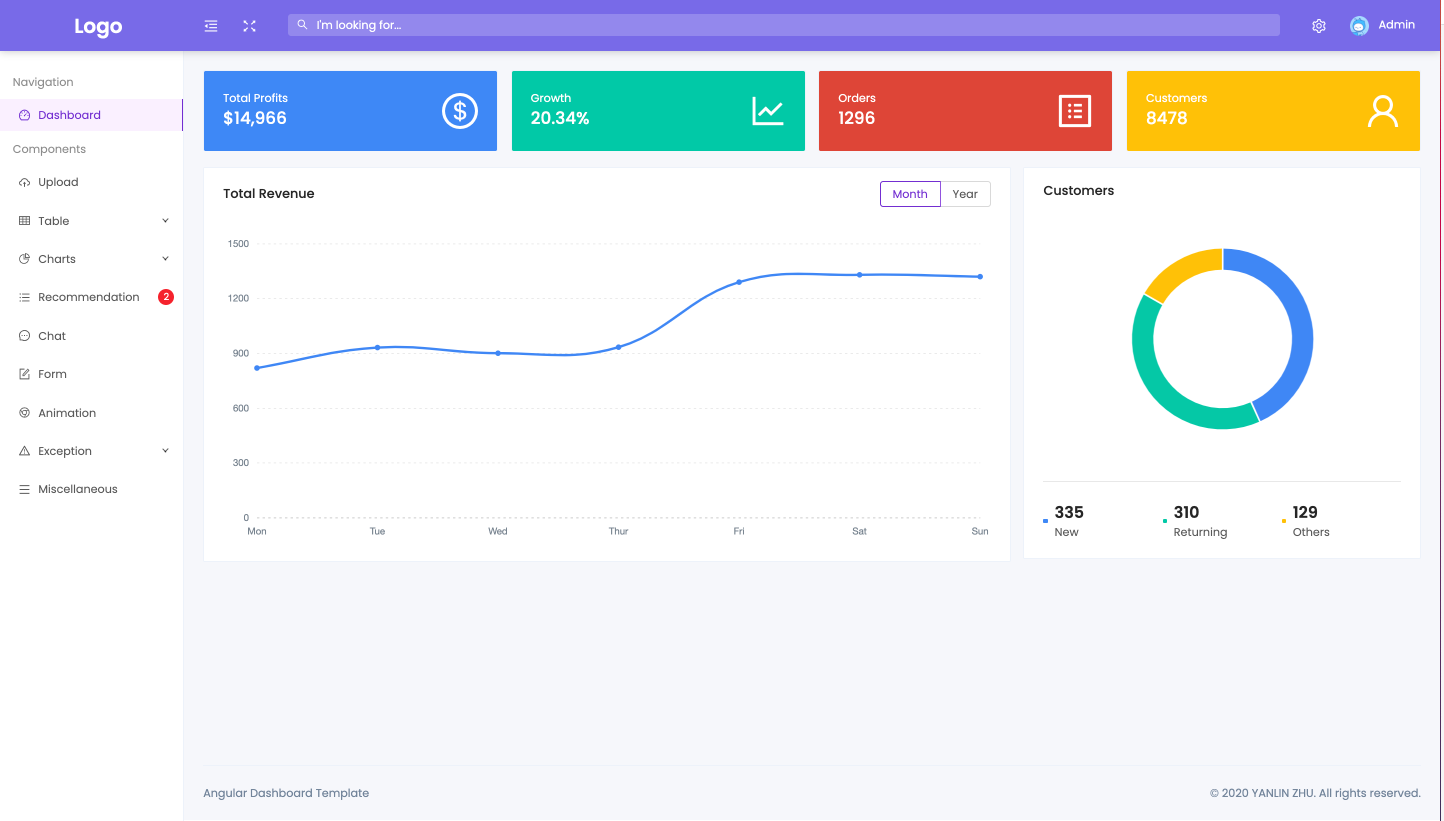 Logo
I'm looking for...
Admin
Navigation
Dashboard
Components
Upload
Table
Charts
Recommendation
2
Chat
Form
Animation
Exception
Miscellaneous
Total Profits
$14,966
Growth
20.34%
Orders
1296
Customers
8478
Total Revenue
Month
Year
1500
1200
900
600
300
0
Mon
Tue
Wed
Thur
Fri
Sat
Sun
Customers
335
New
310
Returning
129
Others
Angular Dashboard Template
© 2020 YANLIN ZHU. All rights reserved.